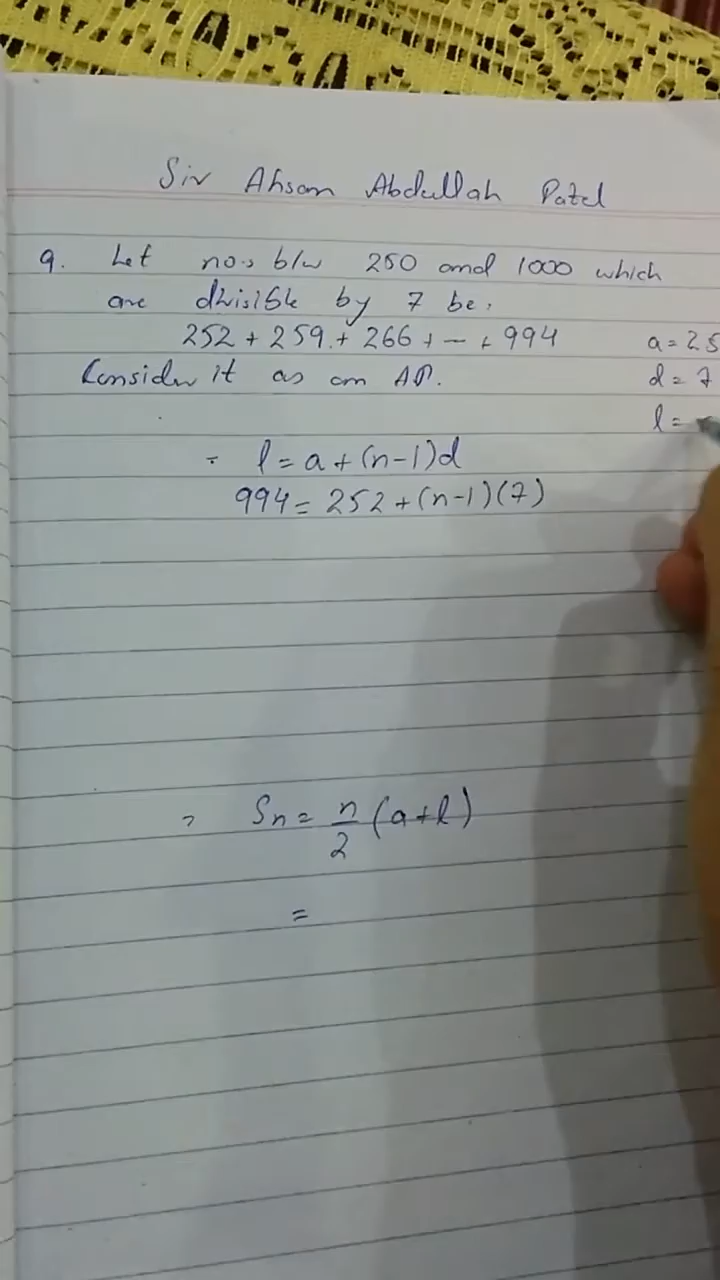 Sir Ahsan Abdullah Patel
9. Let no.s b/w 250 and 1000 which
are divisible by 7 be,
252 + 259 + 266 + - + 994
a = 25
Consider it as an AP.
d = 7
l =
∵ l = a + (n-1)d
994 = 252 + (n-1)(7)
Sn = n/2 (a+l)
=